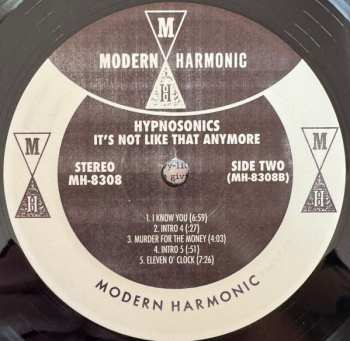 M
MODERN HARMONIC
H
HYPNOSONICS
IT'S NOT LIKE THAT ANYMORE
M
H
M
H
STEREO
MH-8308
SIDE TWO
(MH-8308B)
1. I KNOW YOU (6:59)
2. INTRO 4 (:27)
3. MURDER FOR THE MONEY (4:03)
4. INTRO 5 (:51)
5. ELEVEN O' CLOCK (7:26)
MODERN HARMONIC